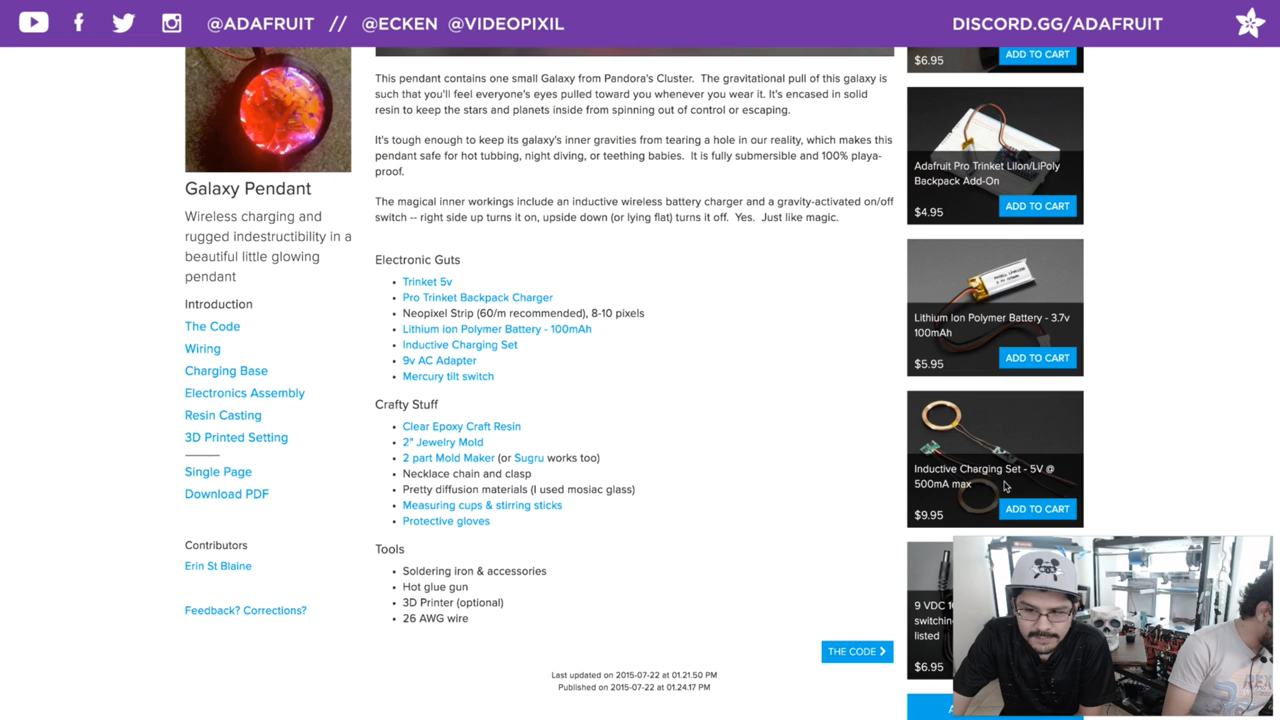 @ADAFRUIT // @ECKEN @VIDEOPIXIL
DISCORD.GG/ADAFRUIT
Galaxy Pendant
Wireless charging and
rugged indestructibility in a
beautiful little glowing
pendant
Introduction
The Code
Wiring
Charging Base
Electronics Assembly
Resin Casting
3D Printed Setting
Single Page
Download PDF
Contributors
Erin St Blaine
Feedback? Corrections?
This pendant contains one small Galaxy from Pandora's Cluster. The gravitational pull of this galaxy is
such that you'll feel everyone's eyes pulled toward you whenever you wear it. It's encased in solid
resin to keep the stars and planets inside from spinning out of control or escaping.
It's tough enough to keep its galaxy's inner gravities from tearing a hole in our reality, which makes this
pendant safe for hot tubbing, night diving, or teething babies. It is fully submersible and 100% playa-
proof.
The magical inner workings include an inductive wireless battery charger and a gravity-activated on/off
switch -- right side up turns it on, upside down (or lying flat) turns it off. Yes. Just like magic.
Electronic Guts
• Trinket 5v
• Pro Trinket Backpack Charger
• Neopixel Strip (60/m recommended), 8-10 pixels
• Lithium ion Polymer Battery - 100mAh
• Inductive Charging Set
• 9v AC Adapter
• Mercury tilt switch
Crafty Stuff
• Clear Epoxy Craft Resin
• 2" Jewelry Mold
• 2 part Mold Maker (or Sugru works too)
• Necklace chain and clasp
• Pretty diffusion materials (I used mosiac glass)
• Measuring cups & stirring sticks
• Protective gloves
Tools
• Soldering iron & accessories
• Hot glue gun
• 3D Printer (optional)
• 26 AWG wire
THE CODE
Last updated on 2015-07-22 at 01.21.50 PM
Published on 2015-07-22 at 01.24.17 PM
$6.95
ADD TO CART
Adafruit Pro Trinket LiIon/LiPoly
Backpack Add-On
$4.95
ADD TO CART
Lithium Ion Polymer Battery - 3.7v
100mAh
$5.95
ADD TO CART
Inductive Charging Set - 5V @
500mA max
$9.95
ADD TO CART
9 VDC
switchin
listed
$6.95